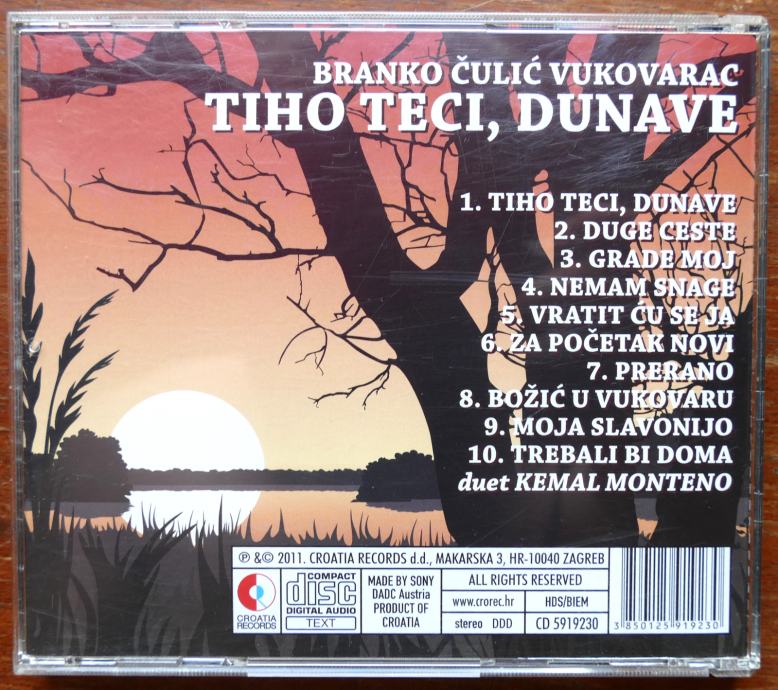 BRANKO ČULIĆ VUKOVARAC
TIHO TECI, DUNAVE
1. TIHO TECI, DUNAVE
2. DUGE CESTE
3. GRADE MOJ
4. NEMAM SNAGE
5. VRATIT ĆU SE JA
6. ZA POČETAK NOVI
7. PRERANO
8. BOŽIĆ U VUKOVARU
9. MOJA SLAVONIJO
10. TREBALI BI DOMA
duet KEMAL MONTENO
℗ &© 2011. CROATIA RECORDS d.d., MAKARSKA 3, HR-10040 ZAGREB
CROATIA
RECORDS
COMPACT
disc
DIGITAL AUDIO
TEXT
MADE BY SONY
DADC Austria
PRODUCT OF
CROATIA
ALL RIGHTS RESERVED
www.crorec.hr
HDS/BIEM
stereo DDD
CD 5919230
3 850125 919230